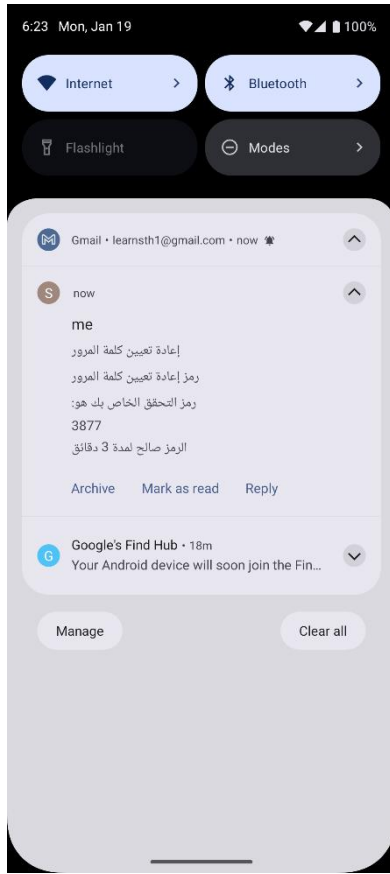 6:23 Mon, Jan 19
100%
Internet
Bluetooth
Flashlight
Modes
Gmail • learnsth1@gmail.com • now
S
now
me
إعادة تعيين كلمة المرور
رمز إعادة تعيين كلمة المرور
رمز التحقق الخاص بك هو:
3877
الرمز صالح لمدة 3 دقائق
Archive Mark as read Reply
G
Google's Find Hub • 18m
Your Android device will soon join the Fin...
Manage
Clear all